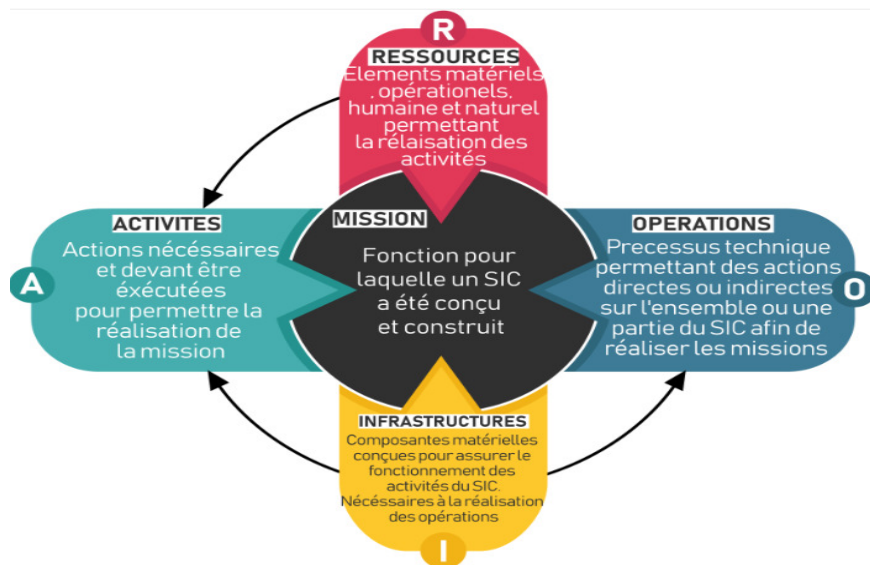 R
RESSOURCES
Elements matériels
, opérationels,
humaine et naturel
permettant
la rélaisation des
activités
A
ACTIVITES
Actions nécéssaires
et devant être
éxécutées
pour permettre la
réalisation de
la mission
MISSION
Fonction pour
laquelle un SIC
a été conçu
et construit
OPERATIONS
Precessus technique
permettant des actions
directes ou indirectes
sur l'ensemble ou une
partie du SIC afin de
réaliser les missions
O
INFRASTRUCTURES
Composantes matérielles
conçues pour assurer le
fonctionnement des
activités du SIC.
Nécéssaires à la réalisation
des opérations
I